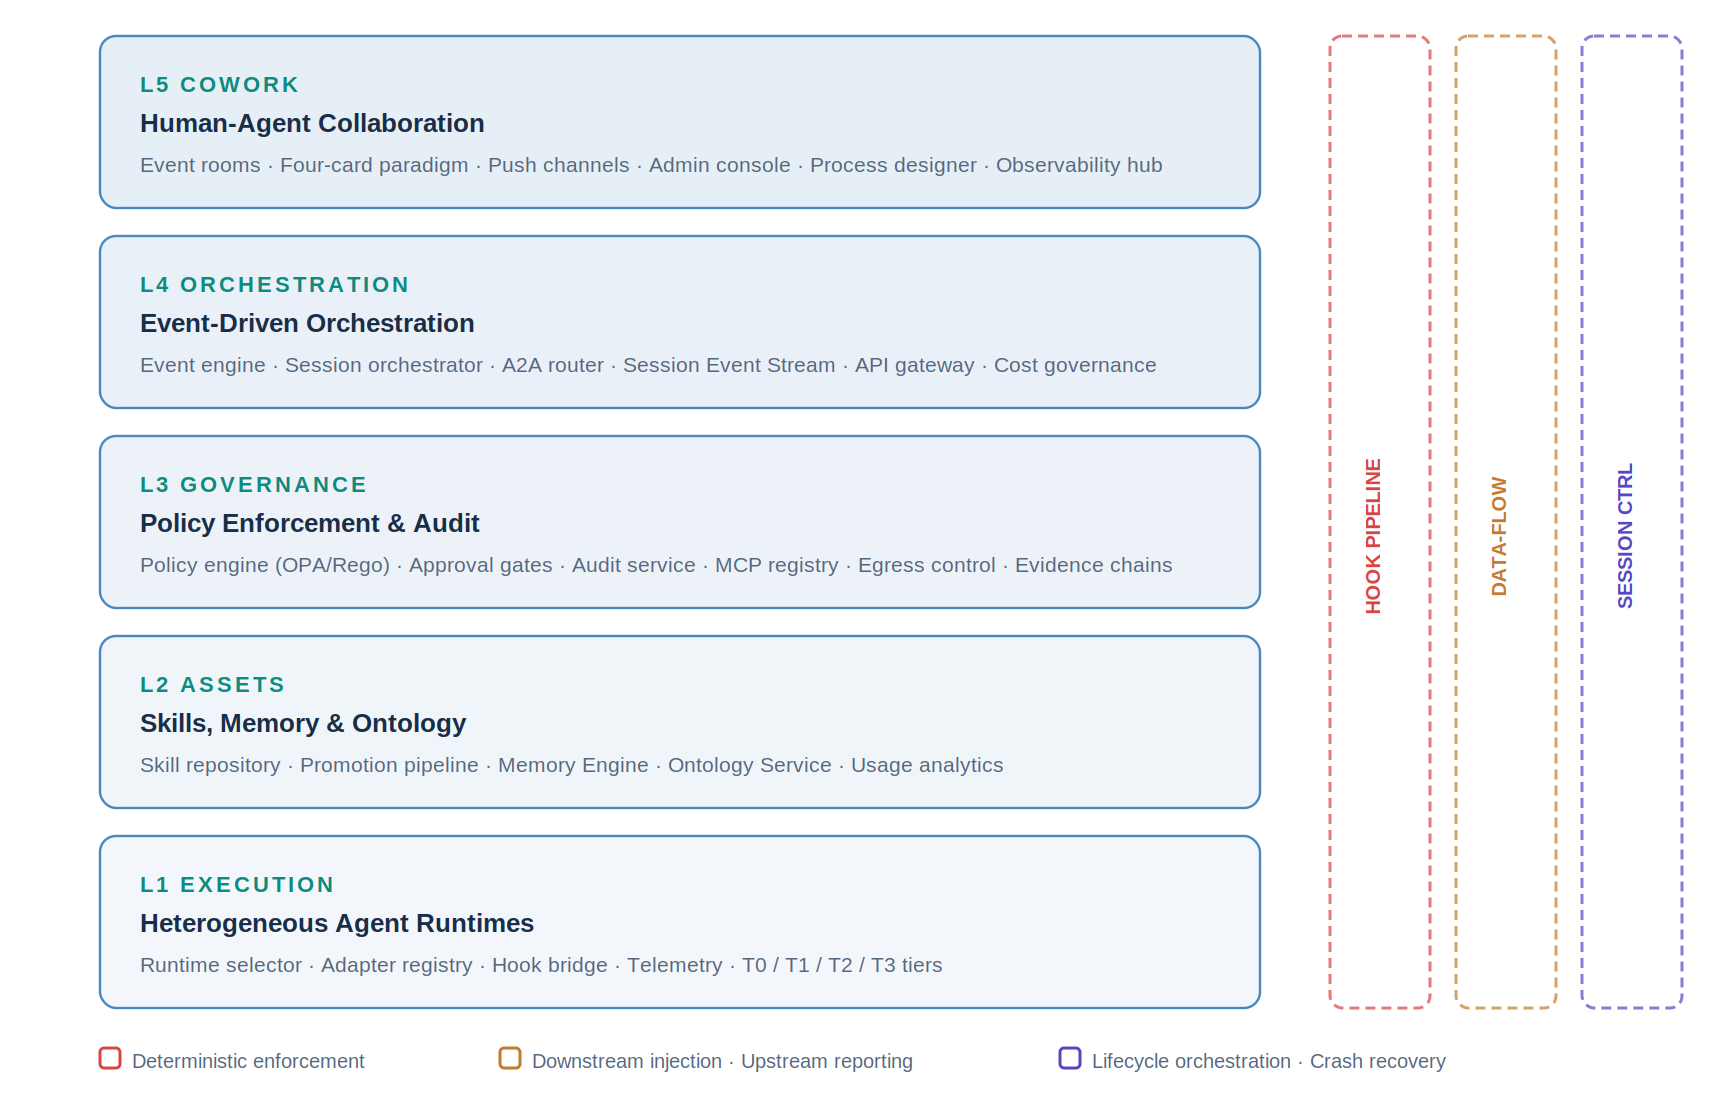 L5 COWORK
Human-Agent Collaboration
Event rooms · Four-card paradigm · Push channels · Admin console · Process designer · Observability hub
L4 ORCHESTRATION
Event-Driven Orchestration
Event engine · Session orchestrator · A2A router · Session Event Stream · API gateway · Cost governance
L3 GOVERNANCE
Policy Enforcement & Audit
Policy engine (OPA/Rego) · Approval gates · Audit service · MCP registry · Egress control · Evidence chains
L2 ASSETS
Skills, Memory & Ontology
Skill repository · Promotion pipeline · Memory Engine · Ontology Service · Usage analytics
L1 EXECUTION
Heterogeneous Agent Runtimes
Runtime selector · Adapter registry · Hook bridge · Telemetry · T0 / T1 / T2 / T3 tiers
HOOK PIPELINE
DATA-FLOW
SESSION CTRL
Deterministic enforcement
Downstream injection · Upstream reporting
Lifecycle orchestration · Crash recovery